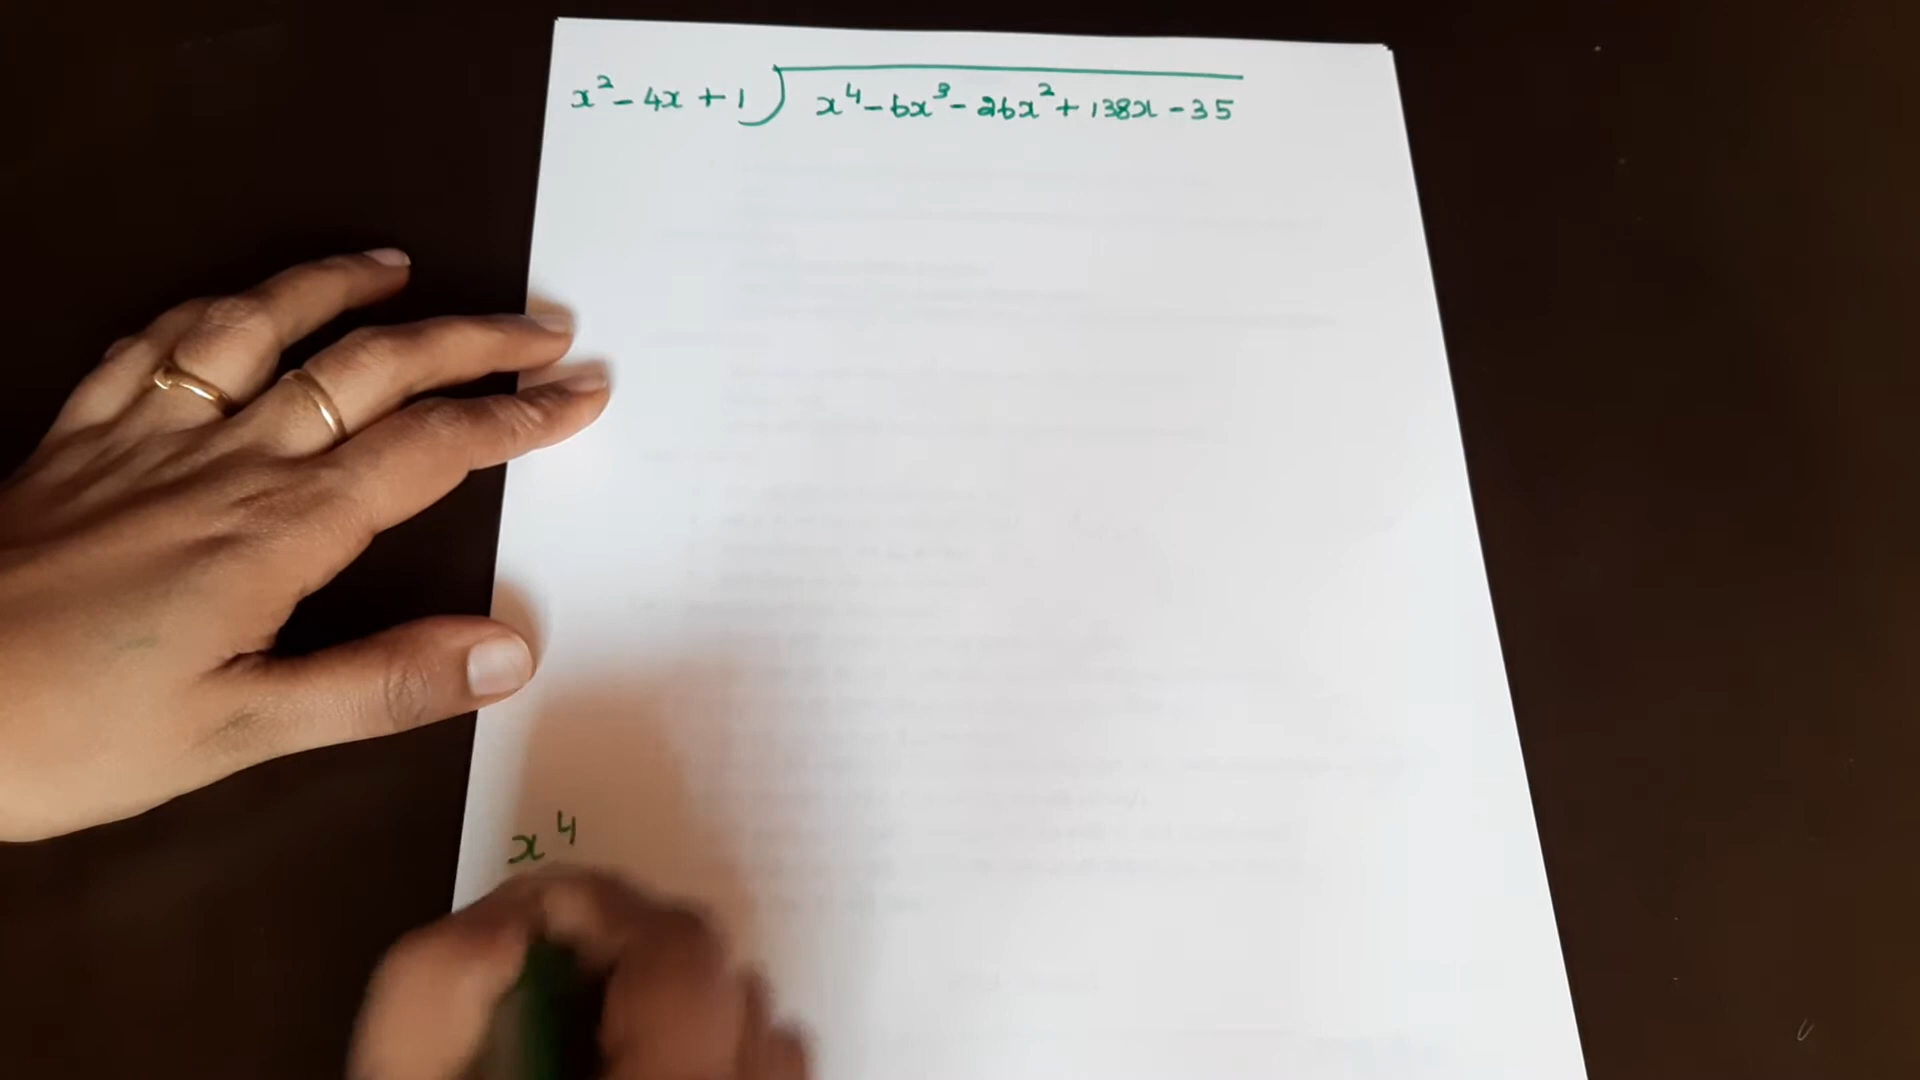 x² - 4x + 1 ) x⁴ - 6x³ - 26x² + 138x - 35
x⁴